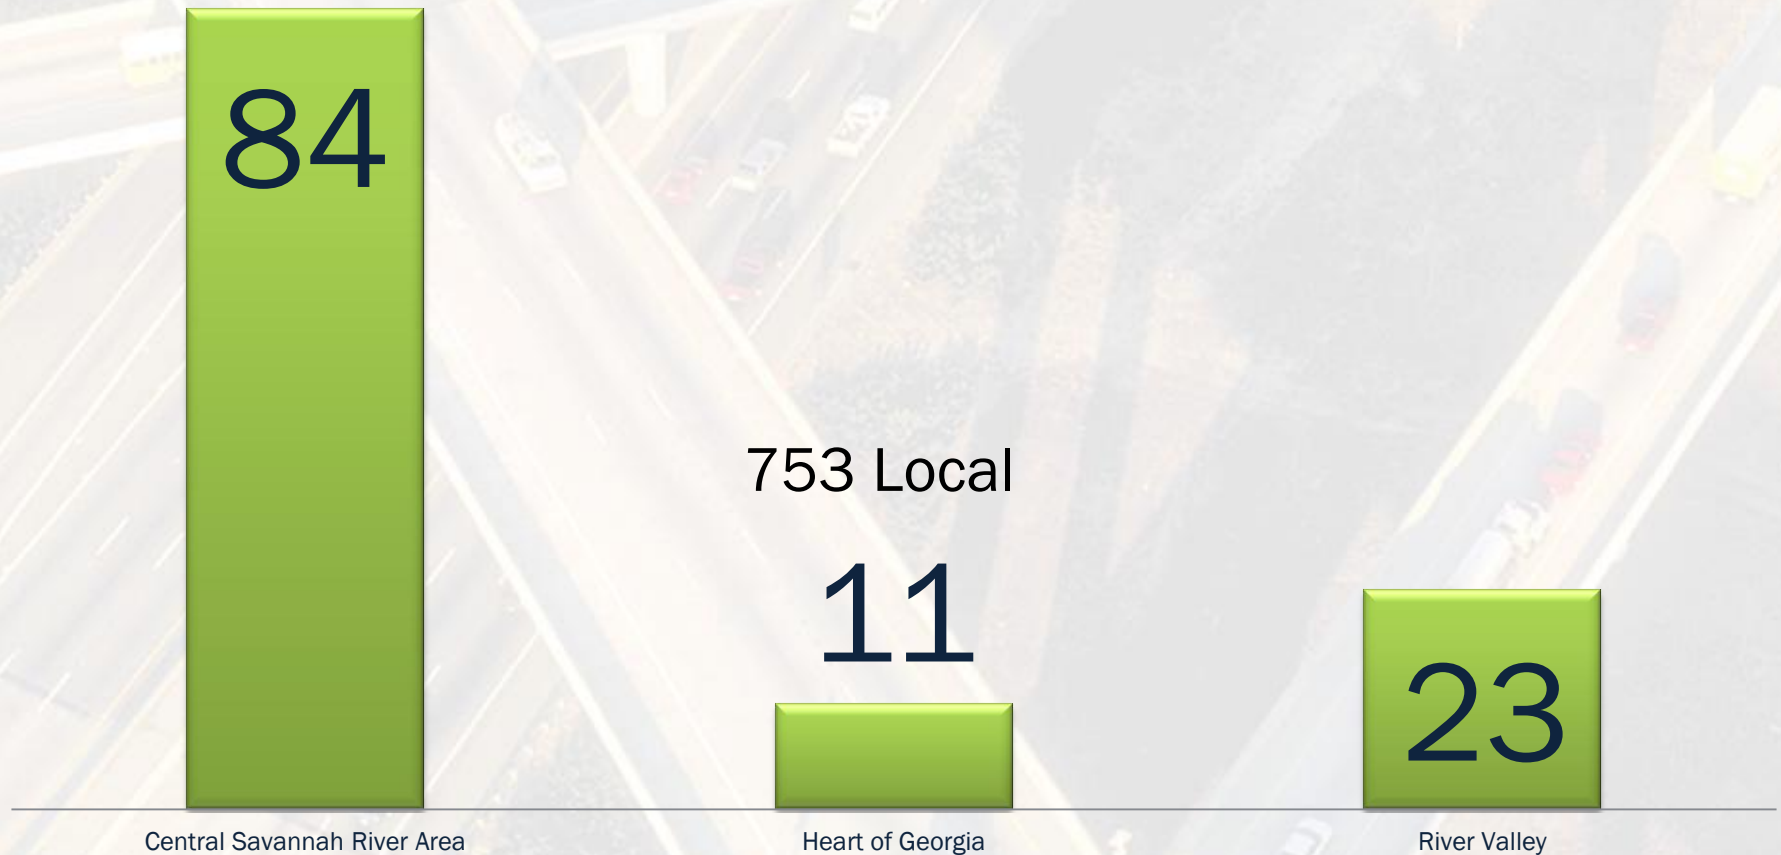 84
753 Local
11
23
Central Savannah River Area
Heart of Georgia
River Valley